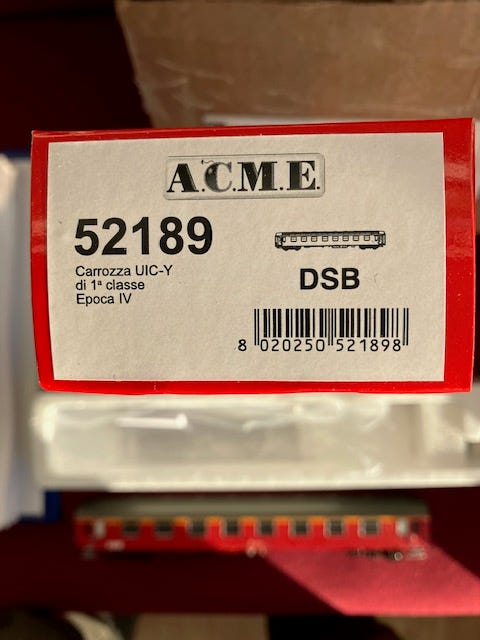 A.C.M.E.
52189
Carrozza UIC-Y
di 1ª classe
Epoca IV
DSB
8 020250 521898